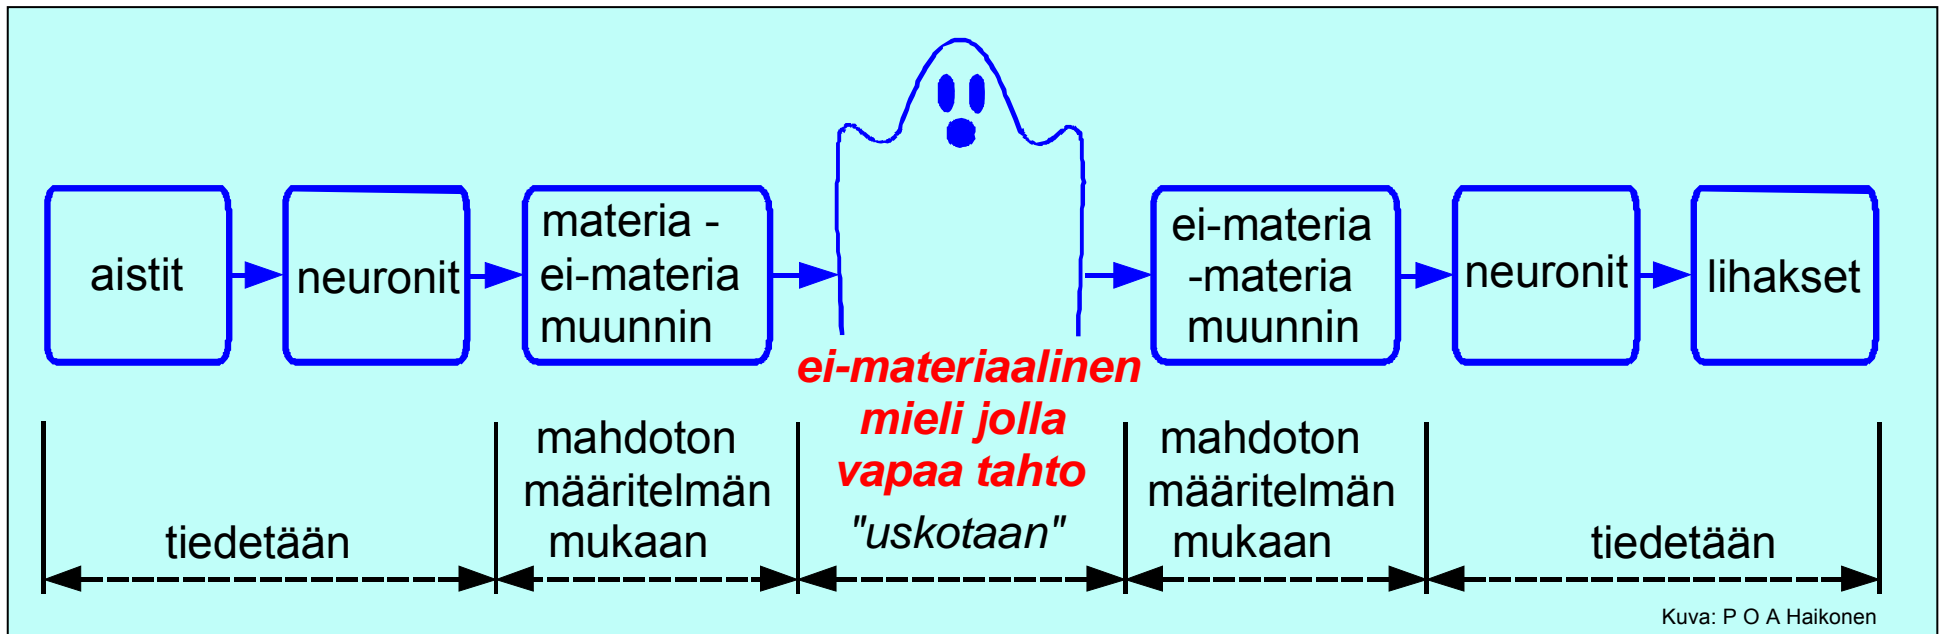 aistit
neuronit
materia -
ei-materia
muunnin
ei-materiaalinen
mieli jolla
vapaa tahto
"uskotaan"
ei-materia
-materia
muunnin
neuronit
lihakset
tiedetään
mahdoton
määritelmän
mukaan
mahdoton
määritelmän
mukaan
tiedetään
Kuva: P O A Haikonen